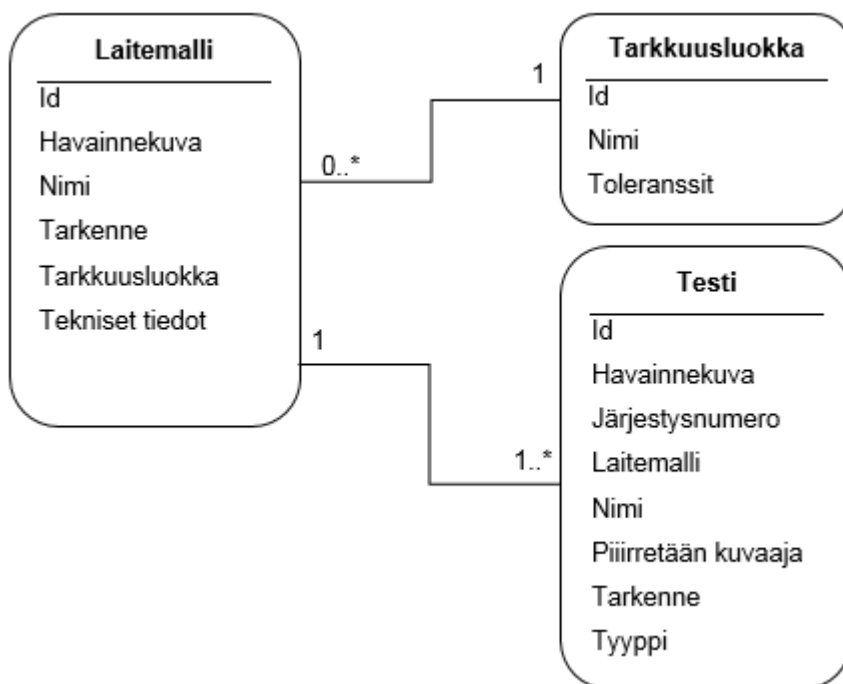 Laitemalli
Id
Havainnekuva
Nimi
Tarkenne
Tarkkuusluokka
Tekniset tiedot
0..*
1
1
1..*
Tarkkuusluokka
Id
Nimi
Toleranssit
Testi
Id
Havainnekuva
Järjestysnumero
Laitemalli
Nimi
Piiirretään kuvaaja
Tarkenne
Tyyppi